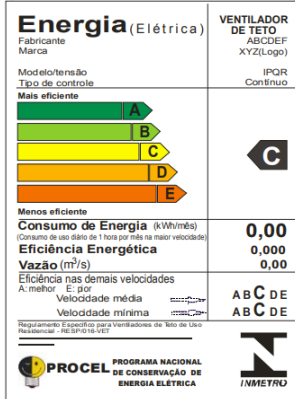 Energia (Elétrica)
VENTILADOR
DE TETO
Fabricante
ABCDEF
Marca
XYZ(Logo)
Modelo/tensão
IPQR
Tipo de controle
Contínuo
Mais eficiente
A
B
C
C
D
E
Menos eficiente
Consumo de Energia (kWh/mês)
0,00
(Consumo de uso diário de 1 hora por mês na maior velocidade)
Eficiência Energética
0,000
Vazão (m³/s)
0,00
Eficiência nas demais velocidades
A: melhor E: pior
Velocidade média
A B C D E
Velocidade mínima
A B C D E
Regulamento Específico para Ventiladores de Teto de Uso
Residencial - RESP/016-VET
PROCEL
PROGRAMA NACIONAL
DE CONSERVAÇÃO DE
ENERGIA ELÉTRICA
INMETRO